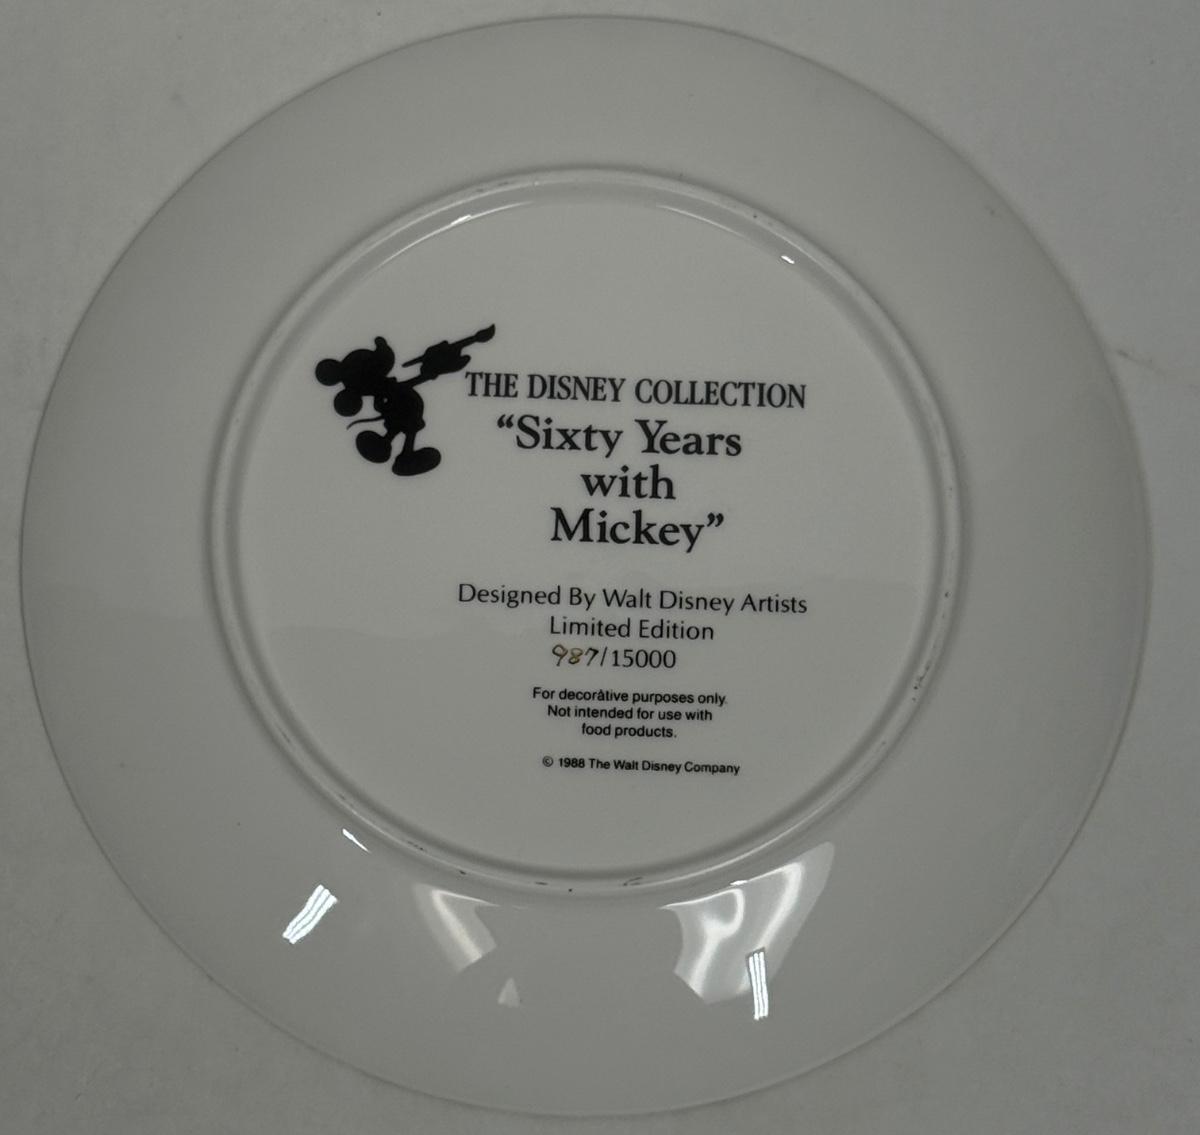 THE DISNEY COLLECTION
“Sixty Years
with
Mickey”
Designed By Walt Disney Artists
Limited Edition
987/15000
For decorative purposes only.
Not intended for use with
food products.
© 1988 The Walt Disney Company